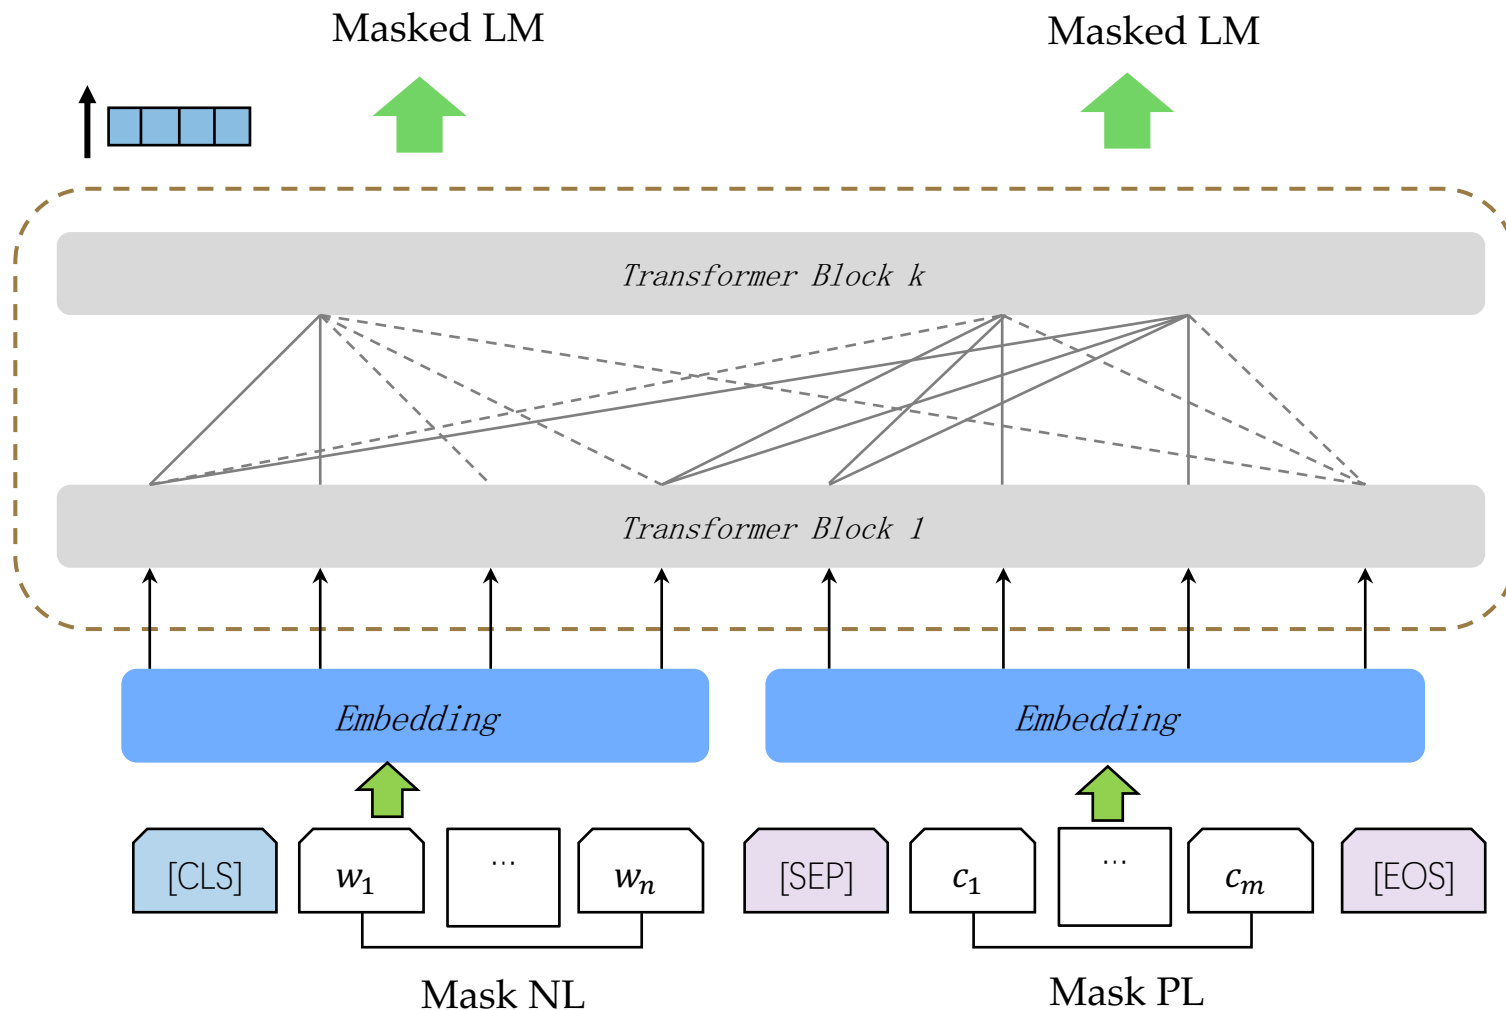 Masked LM
Masked LM
Transformer Block k
Transformer Block 1
Embedding
Embedding
[CLS]
w₁
...
wₙ
[SEP]
c₁
...
cₘ
[EOS]
Mask NL
Mask PL